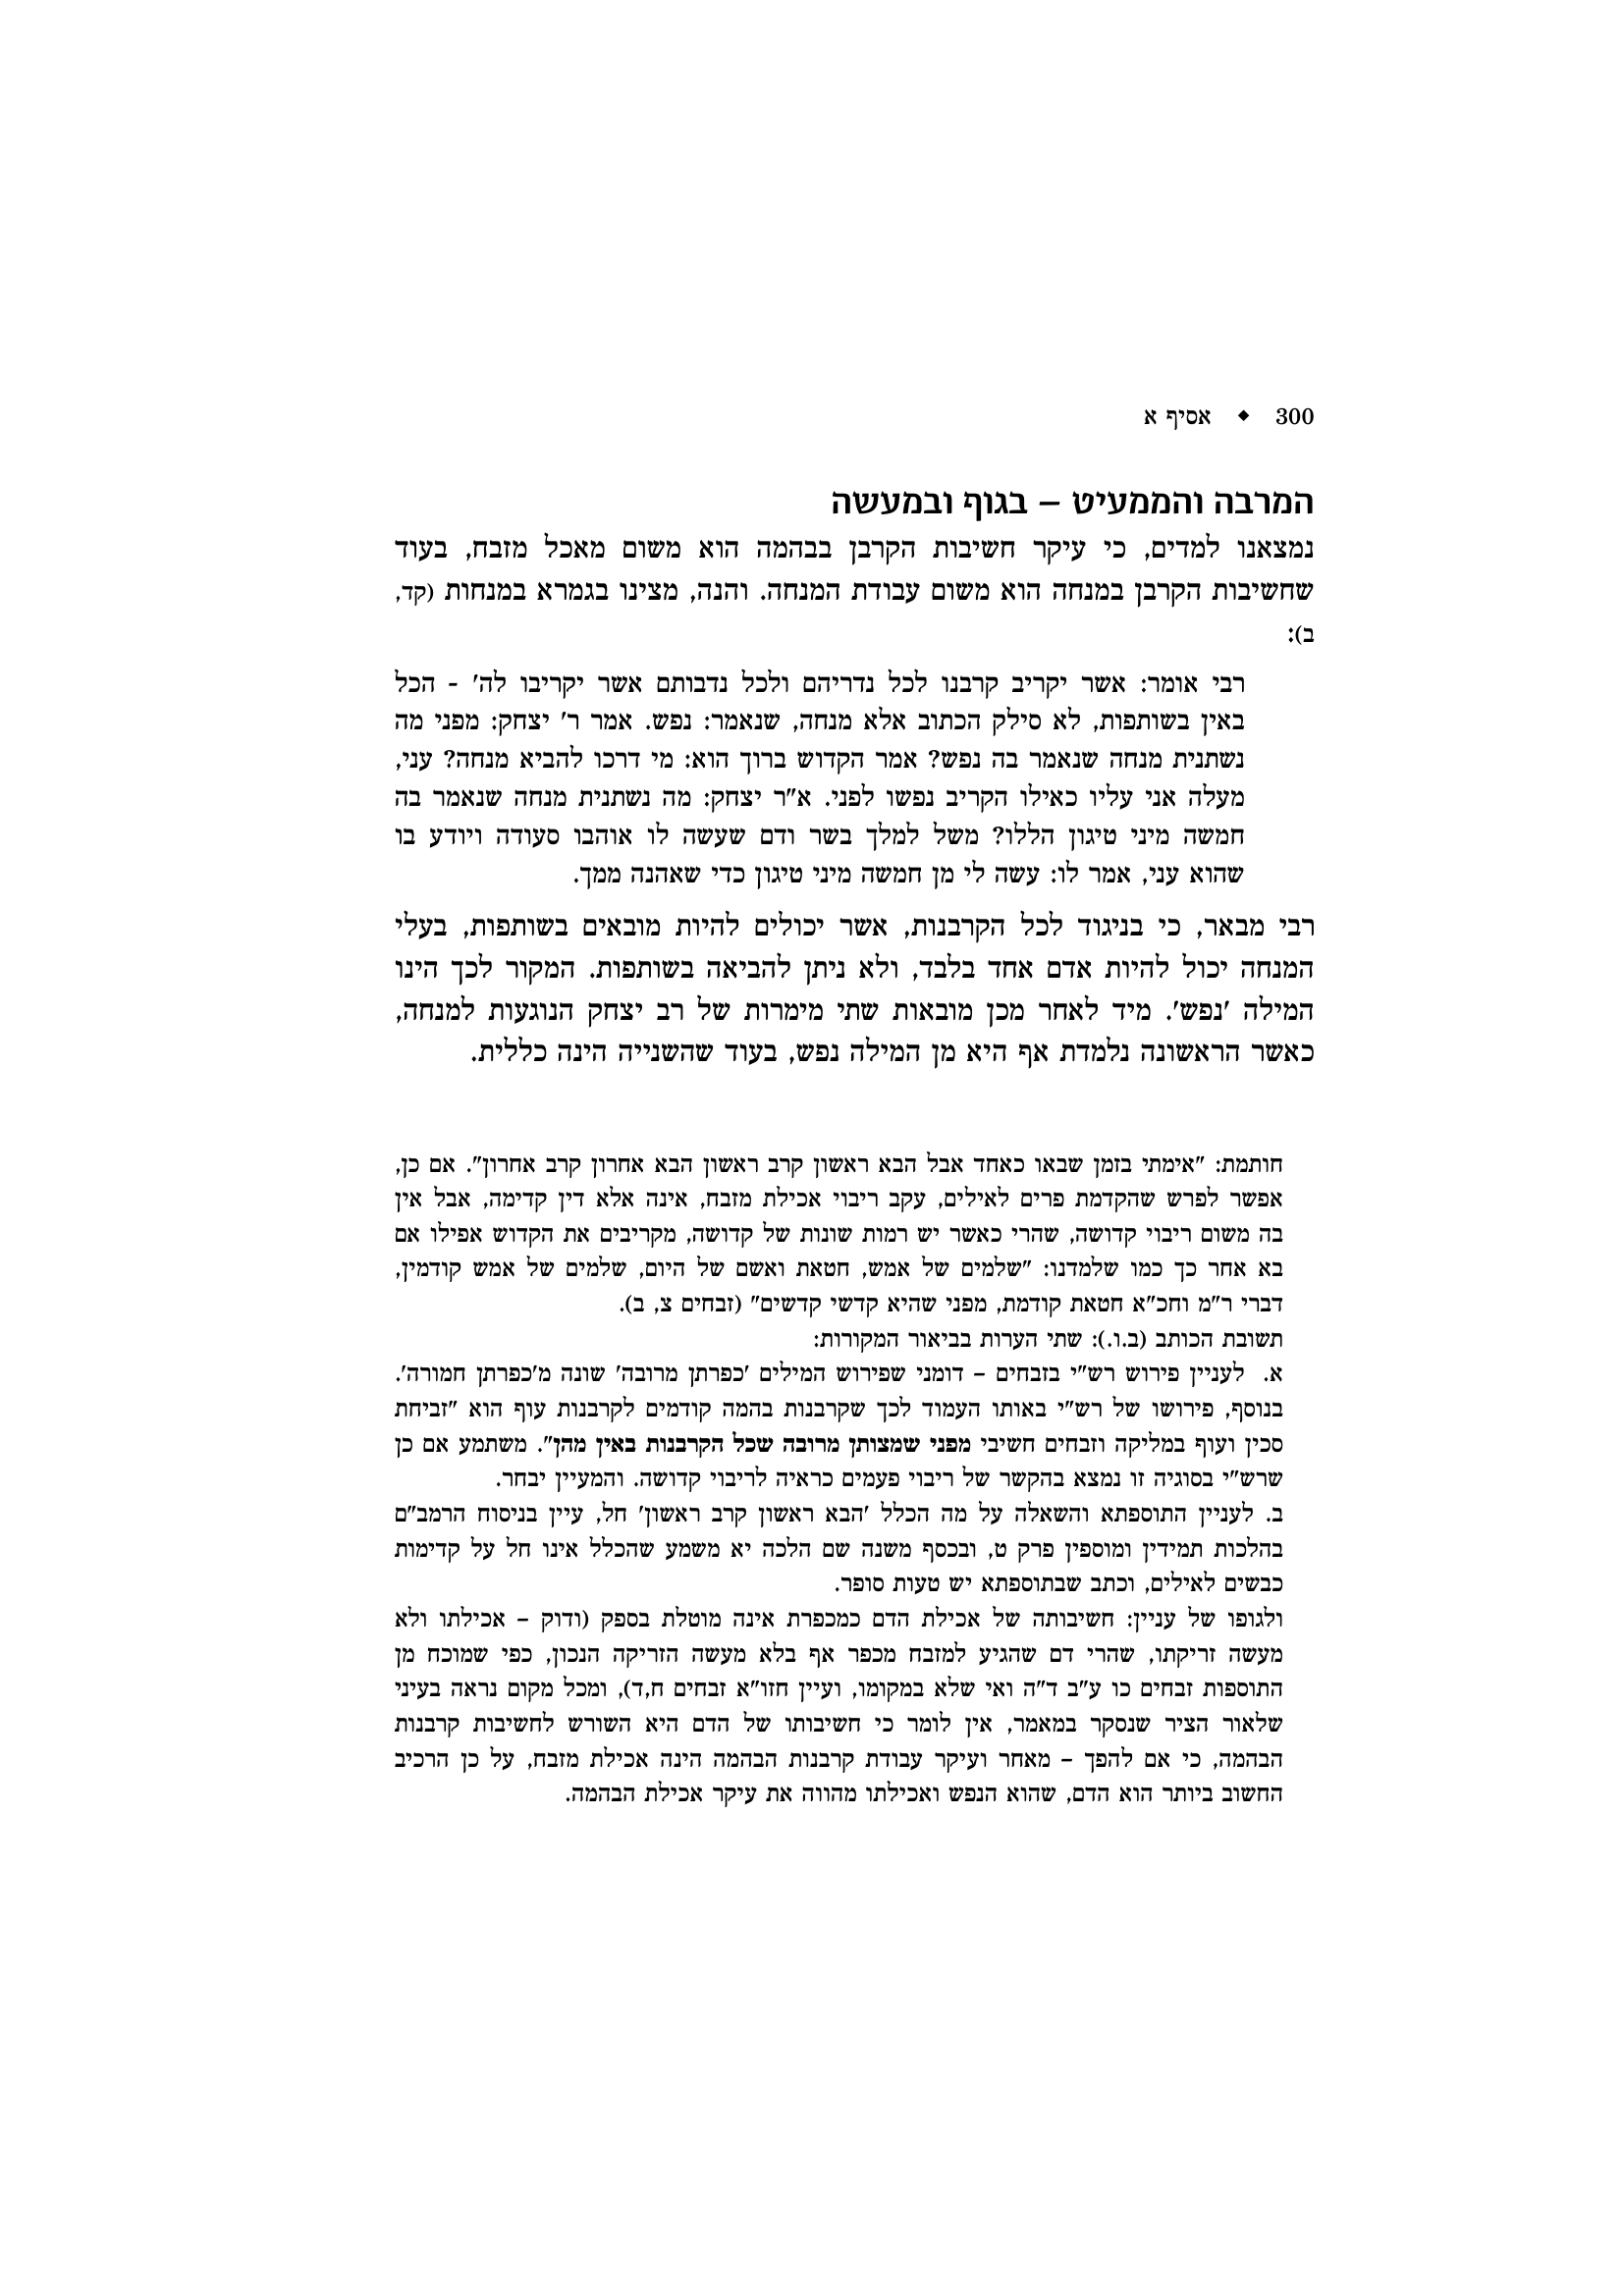 300 ◆ אסיף א
המרבה והממעיט – בגוף ובמעשה
נמצאנו למדים, כי עיקר חשיבות הקרבן בבהמה הוא משום מאכל מזבח, בעוד
שחשיבות הקרבן במנחה הוא משום עבודת המנחה. והנה, מצינו בגמרא במנחות (קד,
ב):
רבי אומר: אשר יקריב קרבנו לכל נדריהם ולכל נדבותם אשר יקריבו לה' - הכל
באין בשותפות, לא סילק הכתוב אלא מנחה, שנאמר: נפש. אמר ר' יצחק: מפני מה
נשתנית מנחה שנאמר בה נפש? אמר הקדוש ברוך הוא: מי דרכו להביא מנחה? עני,
מעלה אני עליו כאילו הקריב נפשו לפני. א"ר יצחק: מה נשתנית מנחה שנאמר בה
חמשה מיני טיגון הללו? משל למלך בשר ודם שעשה לו אוהבו סעודה ויודע בו
שהוא עני, אמר לו: עשה לי מן חמשה מיני טיגון כדי שאהנה ממך.
רבי מבאר, כי בניגוד לכל הקרבנות, אשר יכולים להיות מובאים בשותפות, בעלי
המנחה יכול להיות אדם אחד בלבד, ולא ניתן להביאה בשותפות. המקור לכך הינו
המילה 'נפש'. מיד לאחר מכן מובאות שתי מימרות של רב יצחק הנוגעות למנחה,
כאשר הראשונה נלמדת אף היא מן המילה נפש, בעוד שהשנייה הינה כללית.
חותמת: "אימתי בזמן שבאו כאחד אבל הבא ראשון קרב ראשון הבא אחרון קרב אחרון". אם כן,
אפשר לפרש שהקדמת פרים לאילים, עקב ריבוי אכילת מזבח, אינה אלא דין קדימה, אבל אין
בה משום ריבוי קדושה, שהרי כאשר יש רמות שונות של קדושה, מקריבים את הקדוש אפילו אם
בא אחר כך כמו שלמדנו: "שלמים של אמש, חטאת ואשם של היום, שלמים של אמש קודמין,
דברי ר"מ וחכ"א חטאת קודמת, מפני שהיא קדשי קדשים" (זבחים צ, ב).
תשובת הכותב (ב.ו.): שתי הערות בביאור המקורות:
א. לעניין פירוש רש"י בזבחים – דומני שפירוש המילים 'כפרתן מרובה' שונה מ'כפרתן חמורה'.
בנוסף, פירושו של רש"י באותו העמוד לכך שקרבנות בהמה קודמים לקרבנות עוף הוא "זביחת
סכין ועוף במליקה וזבחים חשיבי מפני שמצותן מרובה שכל הקרבנות באין מהן". משתמע אם כן
שרש"י בסוגיה זו נמצא בהקשר של ריבוי פעמים כראיה לריבוי קדושה. והמעיין יבחר.
ב. לעניין התוספתא והשאלה על מה הכלל 'הבא ראשון קרב ראשון' חל, עיין בניסוח הרמב"ם
בהלכות תמידין ומוספין פרק ט, ובכסף משנה שם הלכה יא משמע שהכלל אינו חל על קדימות
כבשים לאילים, וכתב שבתוספתא יש טעות סופר.
ולגופו של עניין: חשיבותה של אכילת הדם כמכפרת אינה מוטלת בספק (ודוק – אכילתו ולא
מעשה זריקתו, שהרי דם שהגיע למזבח מכפר אף בלא מעשה הזריקה הנכון, כפי שמוכח מן
התוספות זבחים כו ע"ב ד"ה ואי שלא במקומו, ועיין חזו"א זבחים ח,ד), ומכל מקום נראה בעיני
שלאור הציר שנסקר במאמר, אין לומר כי חשיבותו של הדם היא השורש לחשיבות קרבנות
הבהמה, כי אם להפך – מאחר ועיקר עבודת קרבנות הבהמה הינה אכילת מזבח, על כן הרכיב
החשוב ביותר הוא הדם, שהוא הנפש ואכילתו מהווה את עיקר אכילת הבהמה.